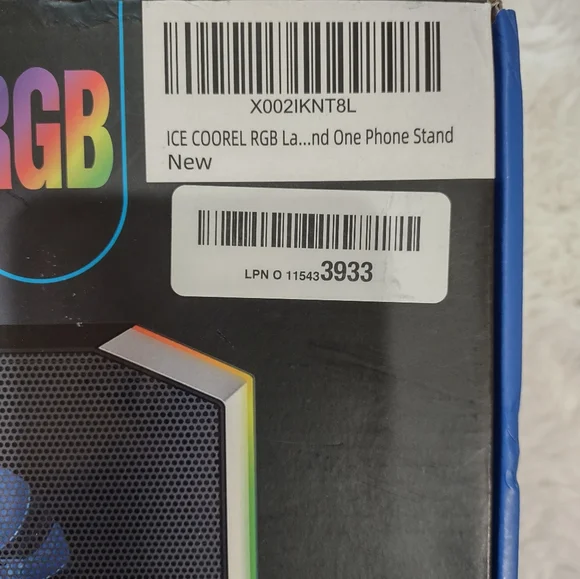 RGB
X002IKNT8L
ICE COOREL RGB La...nd One Phone Stand
New
LPN O 115433933